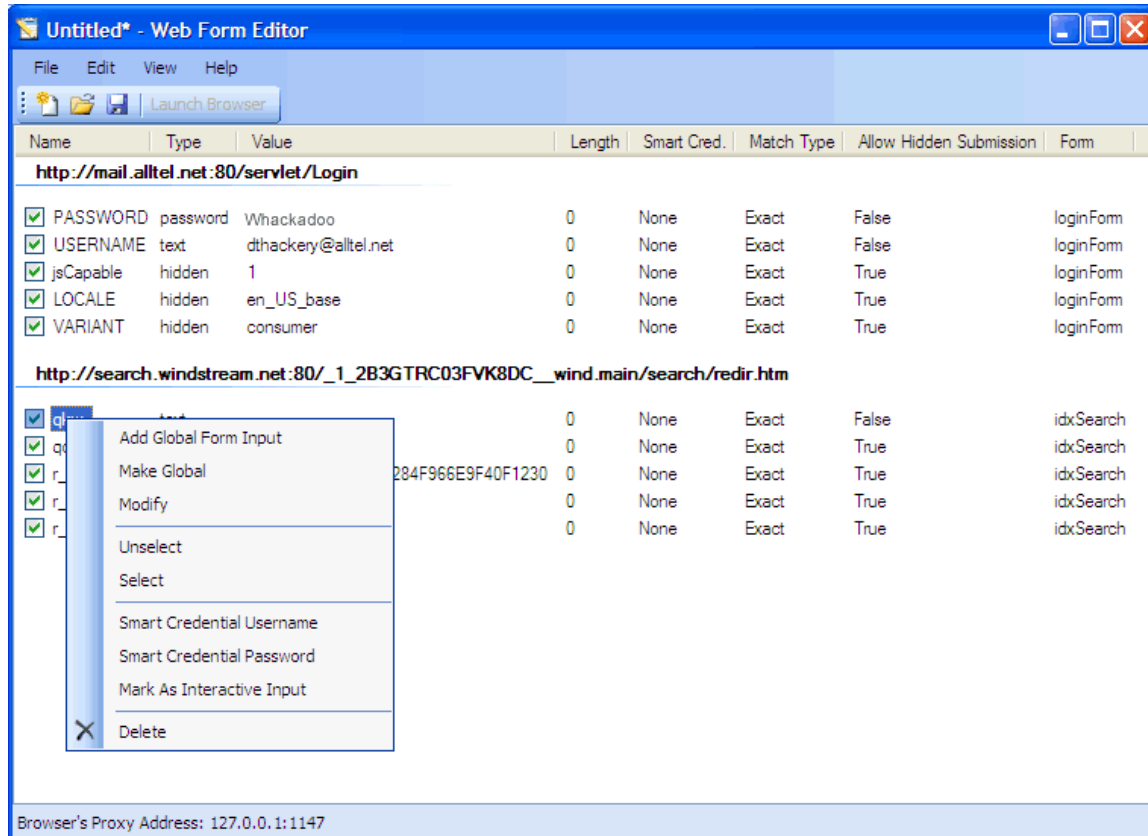 Untitled* - Web Form Editor
File Edit View Help
Launch Browser
Name Type Value Length Smart Cred. Match Type Allow Hidden Submission Form
http://mail.alltel.net:80/servlet/Login
PASSWORD password Whackadoo 0 None Exact False loginForm
USERNAME text dthackery@alltel.net 0 None Exact False loginForm
jsCapable hidden 1 0 None Exact True loginForm
LOCALE hidden en_US_base 0 None Exact True loginForm
VARIANT hidden consumer 0 None Exact True loginForm
http://search.windstream.net:80/_1_2B3GTRC03FVK8DC__wind.main/search/redir.htm
0 None Exact False idxSearch
0 None Exact True idxSearch
r_ 284F966E9F40F1230 0 None Exact True idxSearch
r_ 0 None Exact True idxSearch
r_ 0 None Exact True idxSearch
Add Global Form Input
Make Global
Modify
Unselect
Select
Smart Credential Username
Smart Credential Password
Mark As Interactive Input
Delete
Browser's Proxy Address: 127.0.0.1:1147